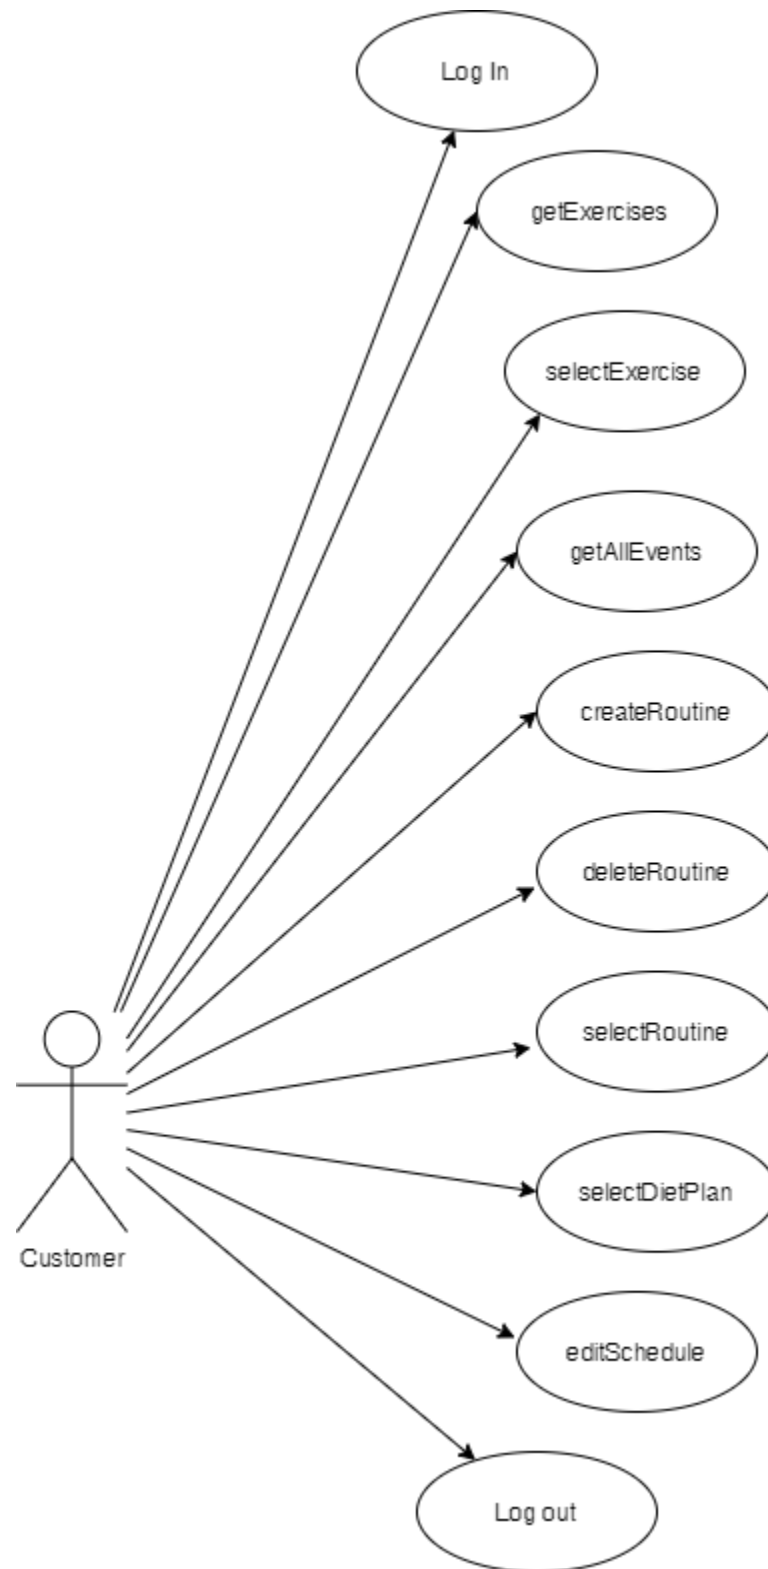 Log In
getExercises
selectExercise
getAllEvents
createRoutine
deleteRoutine
selectRoutine
selectDietPlan
Customer
editSchedule
Log out